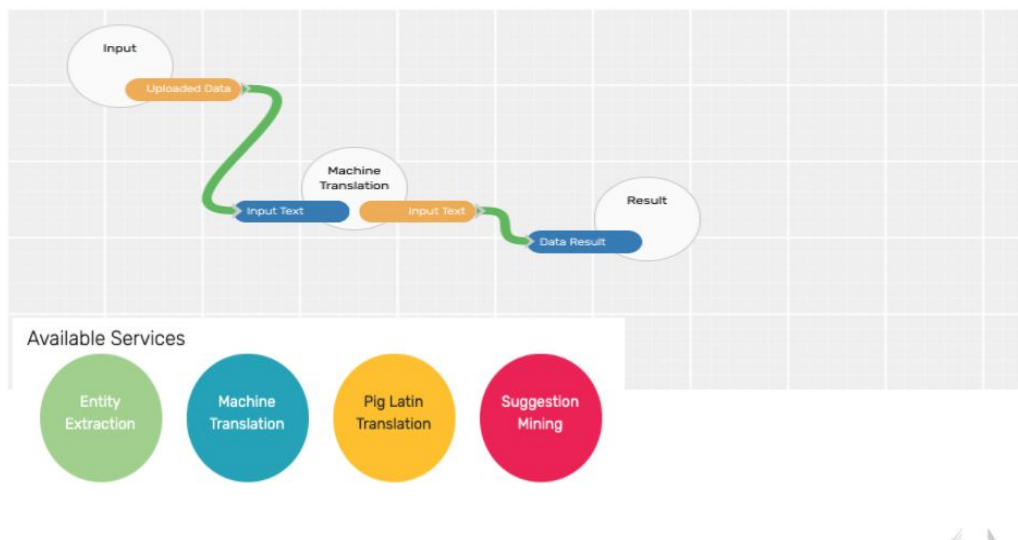 Input
Uploaded Data
Machine
Translation
Input Text
Input Text
Result
Data Result
Available Services
Entity
Extraction
Machine
Translation
Pig Latin
Translation
Suggestion
Mining